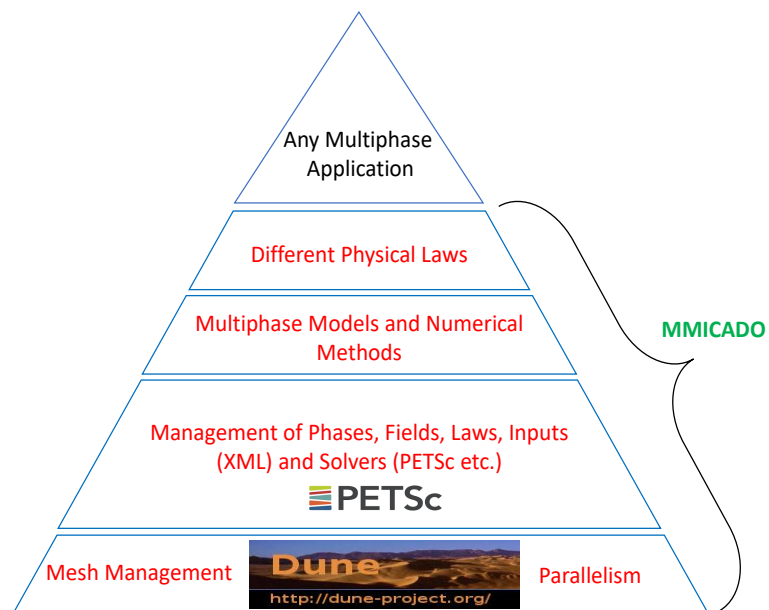 Any Multiphase
Application
Different Physical Laws
Multiphase Models and Numerical
Methods
MMICADO
Management of Phases, Fields, Laws, Inputs
(XML) and Solvers (PETSc etc.)
PETSc
Mesh Management
Dune
http://dune-project.org/
Parallelism